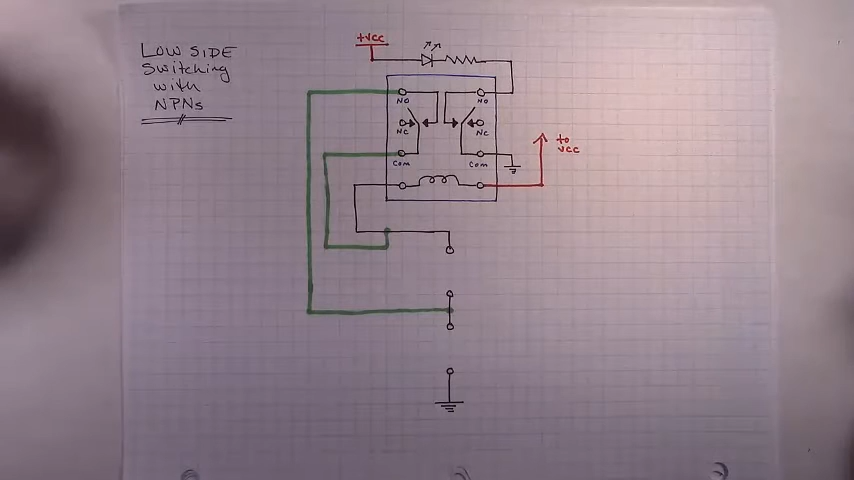 LOW SIDE
Switching
with
NPNs
+VCC
NO
NO
NC
NC
COM
COM
to
VCC